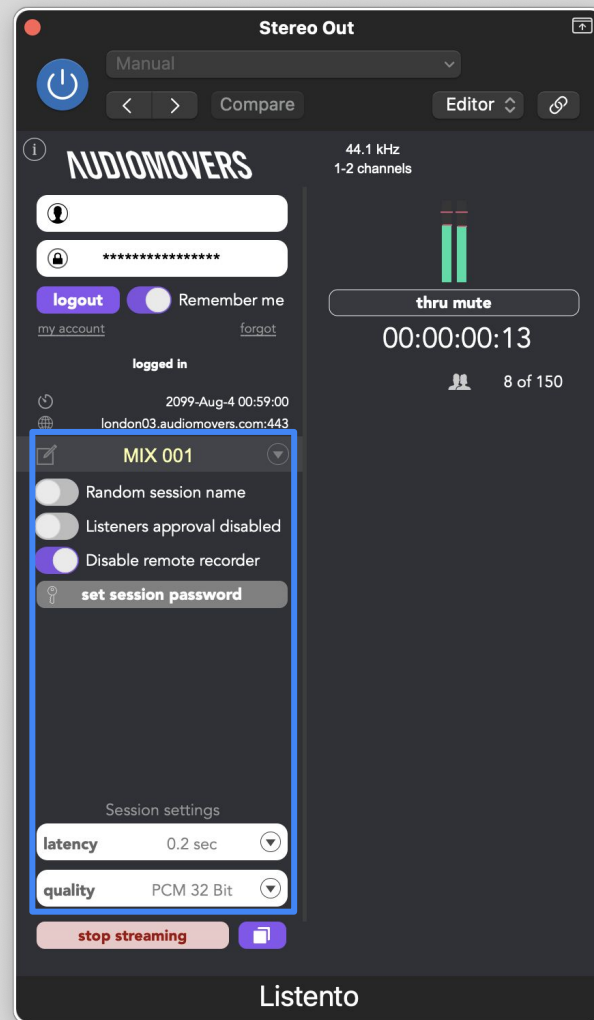 Stereo Out
Manual
Compare
Editor
i
AUDIOMOVERS
44.1 kHz
1-2 channels
****************
logout
Remember me
my account
forgot
logged in
2099-Aug-4 00:59:00
london03.audiomovers.com:443
thru mute
00:00:00:13
8 of 150
MIX 001
Random session name
Listeners approval disabled
Disable remote recorder
set session password
Session settings
latency 0.2 sec
quality PCM 32 Bit
stop streaming
Listento